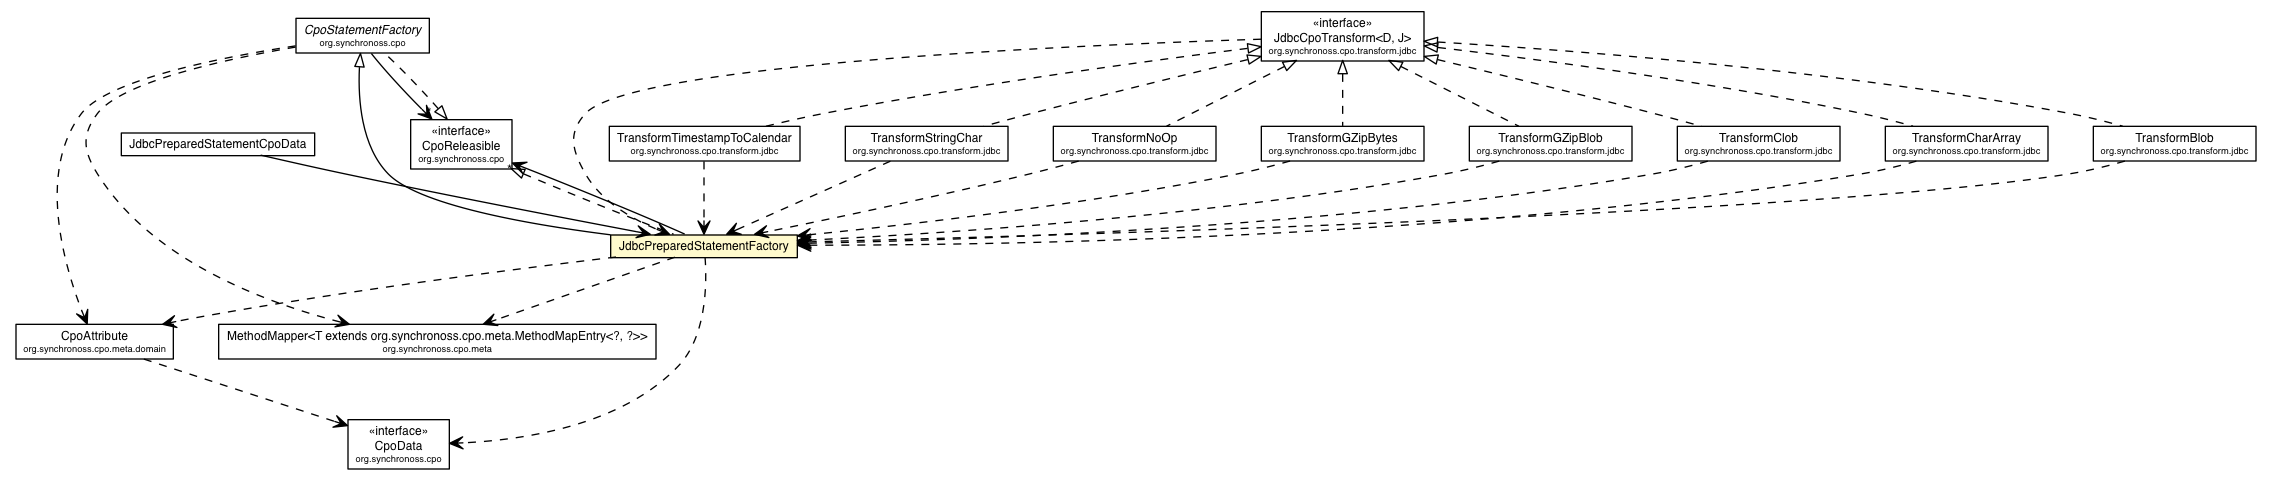 CpoStatementFactory
org.synchronoss.cpo
«interface»
JdbcCpoTransform<D, J>
org.synchronoss.cpo.transform.jdbc
JdbcPreparedStatementCpoData
«interface»
CpoReleasible
org.synchronoss.cpo
*
TransformTimestampToCalendar
org.synchronoss.cpo.transform.jdbc
TransformStringChar
org.synchronoss.cpo.transform.jdbc
TransformNoOp
org.synchronoss.cpo.transform.jdbc
TransformGZipBytes
org.synchronoss.cpo.transform.jdbc
TransformGZipBlob
org.synchronoss.cpo.transform.jdbc
TransformClob
org.synchronoss.cpo.transform.jdbc
TransformCharArray
org.synchronoss.cpo.transform.jdbc
TransformBlob
org.synchronoss.cpo.transform.jdbc
JdbcPreparedStatementFactory
CpoAttribute
org.synchronoss.cpo.meta.domain
MethodMapper<T extends org.synchronoss.cpo.meta.MethodMapEntry<?, ?>>
org.synchronoss.cpo.meta
«interface»
CpoData
org.synchronoss.cpo